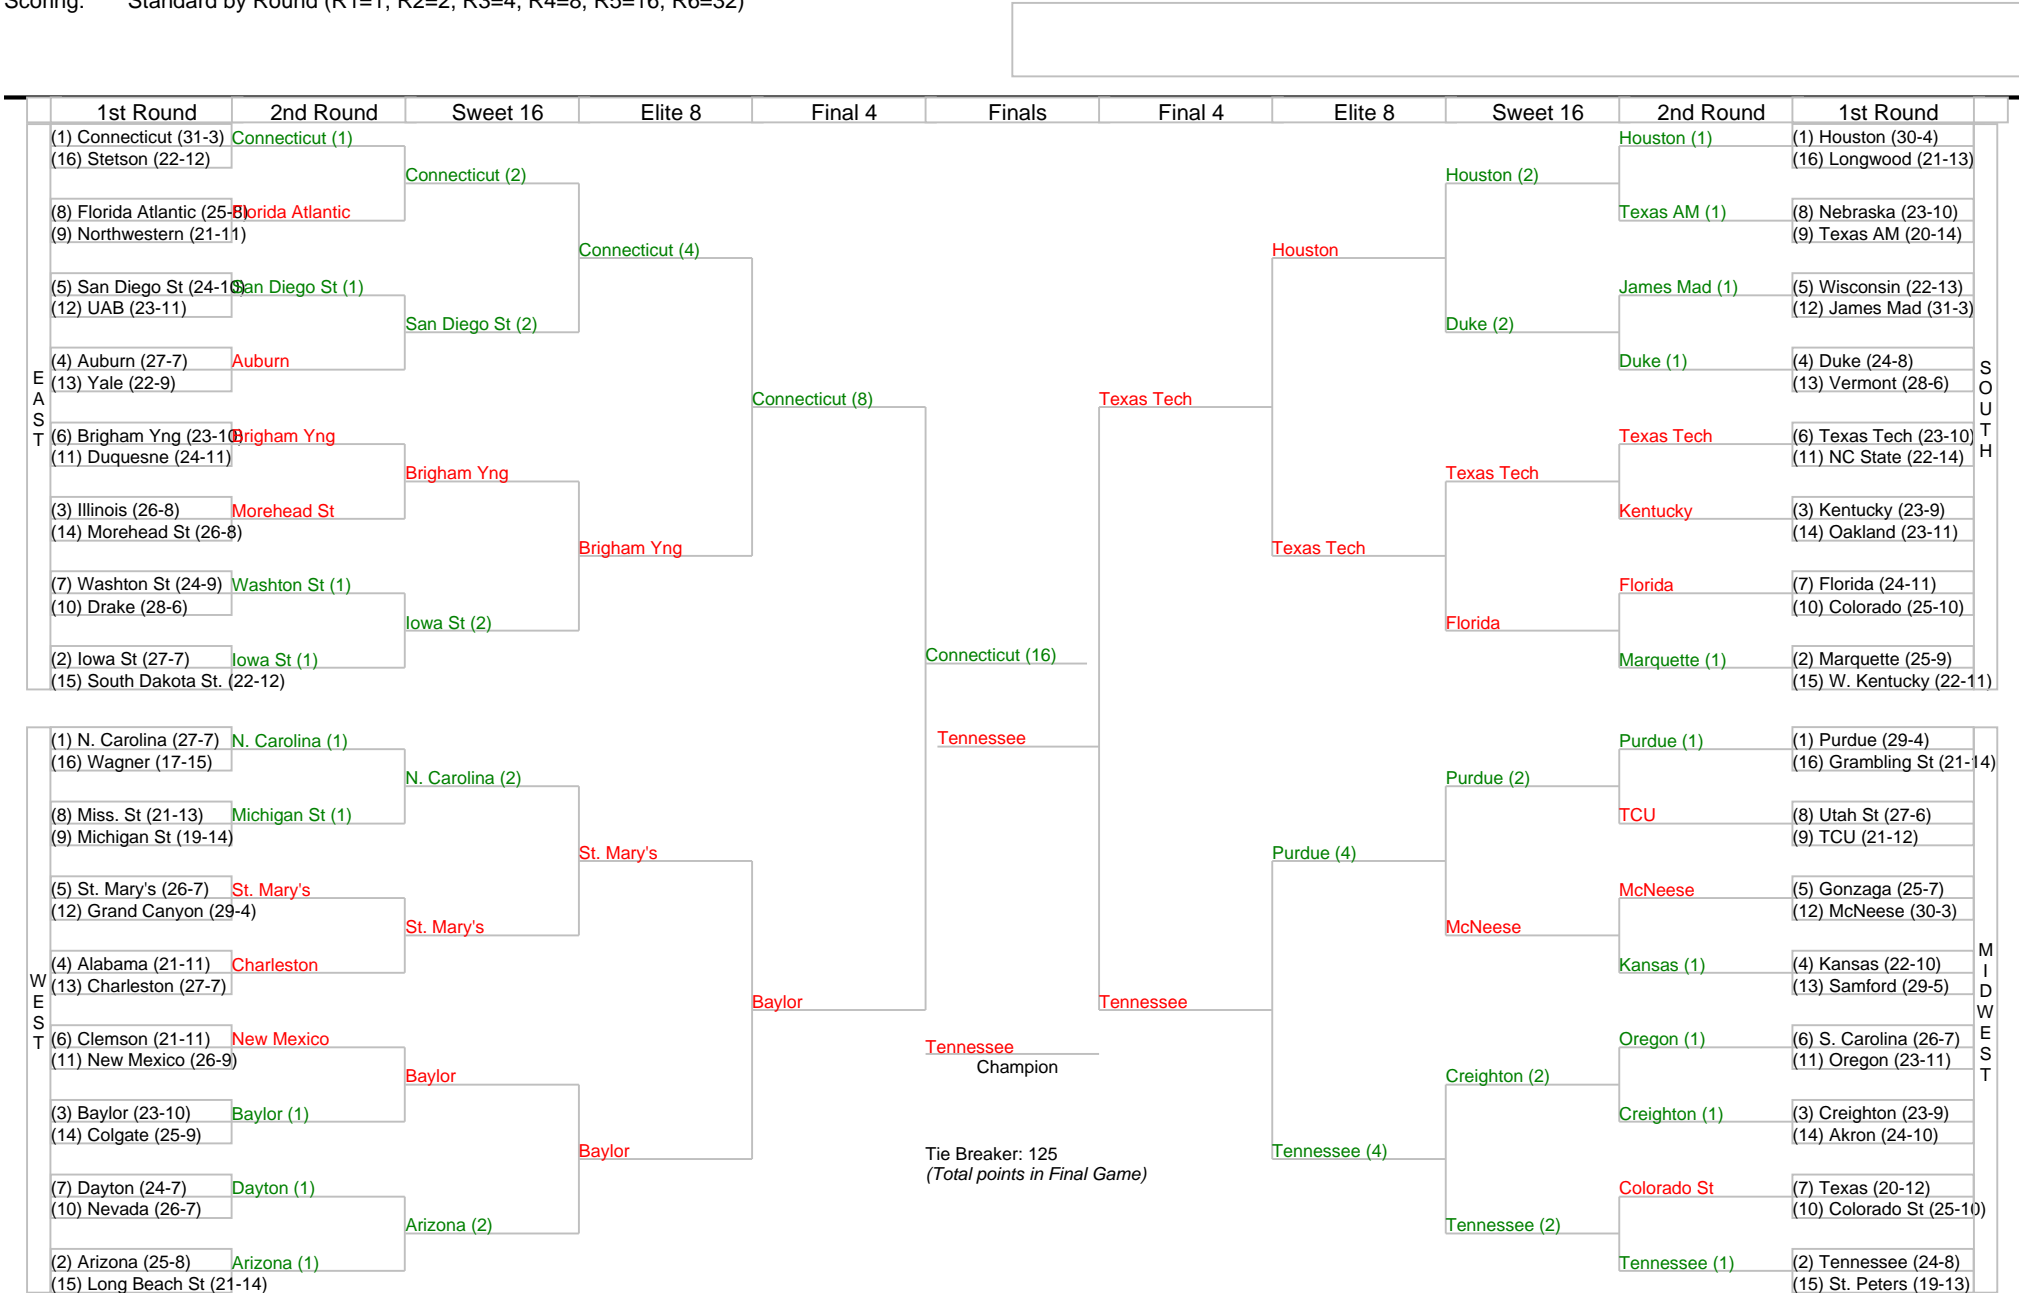 Scoring: Standard by Round (R1=1, R2=2, R3=4, R4=8, R5=16, R6=32)
1st Round 2nd Round Sweet 16 Elite 8 Final 4 Finals Final 4 Elite 8 Sweet 16 2nd Round 1st Round
EAST
(1) Connecticut (31-3)
(16) Stetson (22-12)
(8) Florida Atlantic (25-8)
(9) Northwestern (21-11)
(5) San Diego St (24-10)
(12) UAB (23-11)
(4) Auburn (27-7)
(13) Yale (22-9)
(6) Brigham Yng (23-10)
(11) Duquesne (24-11)
(3) Illinois (26-8)
(14) Morehead St (26-8)
(7) Washton St (24-9)
(10) Drake (28-6)
(2) Iowa St (27-7)
(15) South Dakota St. (22-12)
Connecticut (1)
Florida Atlantic
San Diego St (1)
Auburn
Brigham Yng
Morehead St
Washton St (1)
Iowa St (1)
Connecticut (2)
San Diego St (2)
Brigham Yng
Iowa St (2)
Connecticut (4)
Brigham Yng
Connecticut (8)
WEST
(1) N. Carolina (27-7)
(16) Wagner (17-15)
(8) Miss. St (21-13)
(9) Michigan St (19-14)
(5) St. Mary's (26-7)
(12) Grand Canyon (29-4)
(4) Alabama (21-11)
(13) Charleston (27-7)
(6) Clemson (21-11)
(11) New Mexico (26-9)
(3) Baylor (23-10)
(14) Colgate (25-9)
(7) Dayton (24-7)
(10) Nevada (26-7)
(2) Arizona (25-8)
(15) Long Beach St (21-14)
N. Carolina (1)
Michigan St (1)
St. Mary's
Charleston
New Mexico
Baylor (1)
Dayton (1)
Arizona (1)
N. Carolina (2)
St. Mary's
Baylor
Arizona (2)
St. Mary's
Baylor
Baylor
Connecticut (16)
Tennessee
Tennessee
Champion
Tie Breaker: 125
(Total points in Final Game)
Texas Tech
Houston
Texas Tech
Houston (2)
Duke (2)
Texas Tech
Florida
Houston (1)
Texas AM (1)
James Mad (1)
Duke (1)
Texas Tech
Kentucky
Florida
Marquette (1)
(1) Houston (30-4)
(16) Longwood (21-13)
(8) Nebraska (23-10)
(9) Texas AM (20-14)
(5) Wisconsin (22-13)
(12) James Mad (31-3)
(4) Duke (24-8)
(13) Vermont (28-6)
(6) Texas Tech (23-10)
(11) NC State (22-14)
(3) Kentucky (23-9)
(14) Oakland (23-11)
(7) Florida (24-11)
(10) Colorado (25-10)
(2) Marquette (25-9)
(15) W. Kentucky (22-11)
SOUTH
Tennessee
Purdue (4)
Tennessee (4)
Purdue (2)
McNeese
Creighton (2)
Tennessee (2)
Purdue (1)
TCU
McNeese
Kansas (1)
Oregon (1)
Creighton (1)
Colorado St
Tennessee (1)
(1) Purdue (29-4)
(16) Grambling St (21-14)
(8) Utah St (27-6)
(9) TCU (21-12)
(5) Gonzaga (25-7)
(12) McNeese (30-3)
(4) Kansas (22-10)
(13) Samford (29-5)
(6) S. Carolina (26-7)
(11) Oregon (23-11)
(3) Creighton (23-9)
(14) Akron (24-10)
(7) Texas (20-12)
(10) Colorado St (25-10)
(2) Tennessee (24-8)
(15) St. Peters (19-13)
MIDWEST